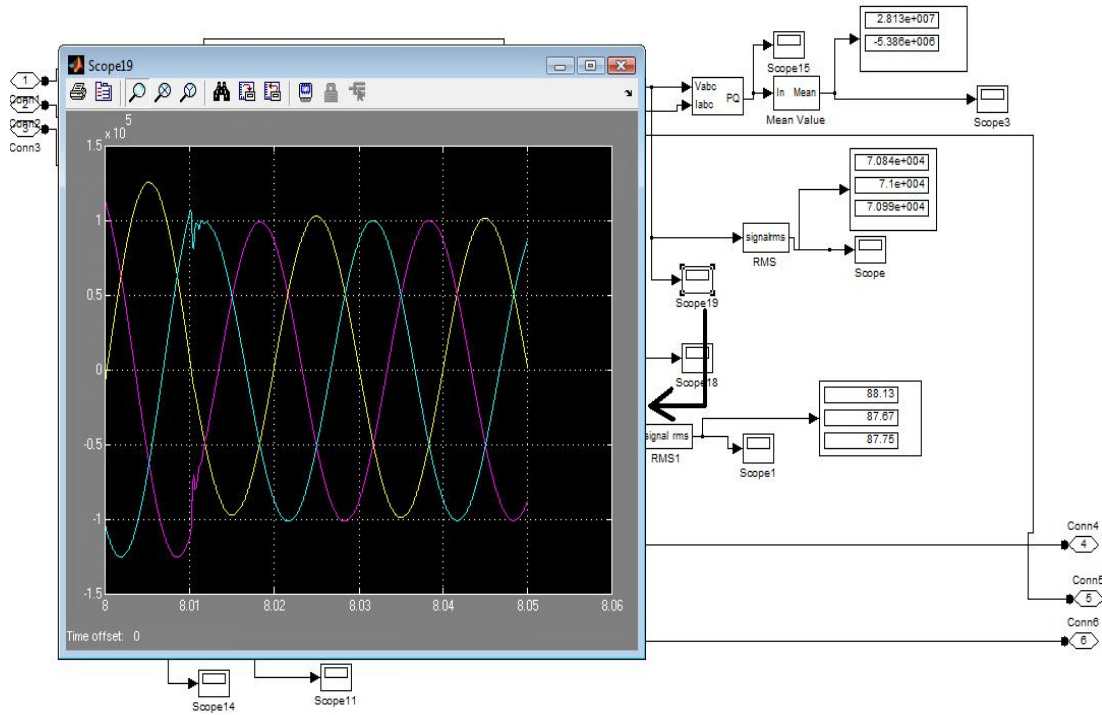 2.813e+007
-5.386e+006
Scope15
Vabc
Iabc
PQ
In Mean
Mean Value
Scope3
1
Conn1
2
Conn2
3
Conn3
Scope19
x 10^5
1.5
1
0.5
0
-0.5
-1
-1.5
8
8.01
8.02
8.03
8.04
8.05
8.06
Time offset: 0
7.084e+004
7.1e+004
7.099e+004
signalrms
RMS
Scope
Scope19
Scope18
88.13
87.67
87.75
signal rms
RMS1
Scope1
Conn4
4
Conn5
5
Conn6
6
Scope14
Scope11